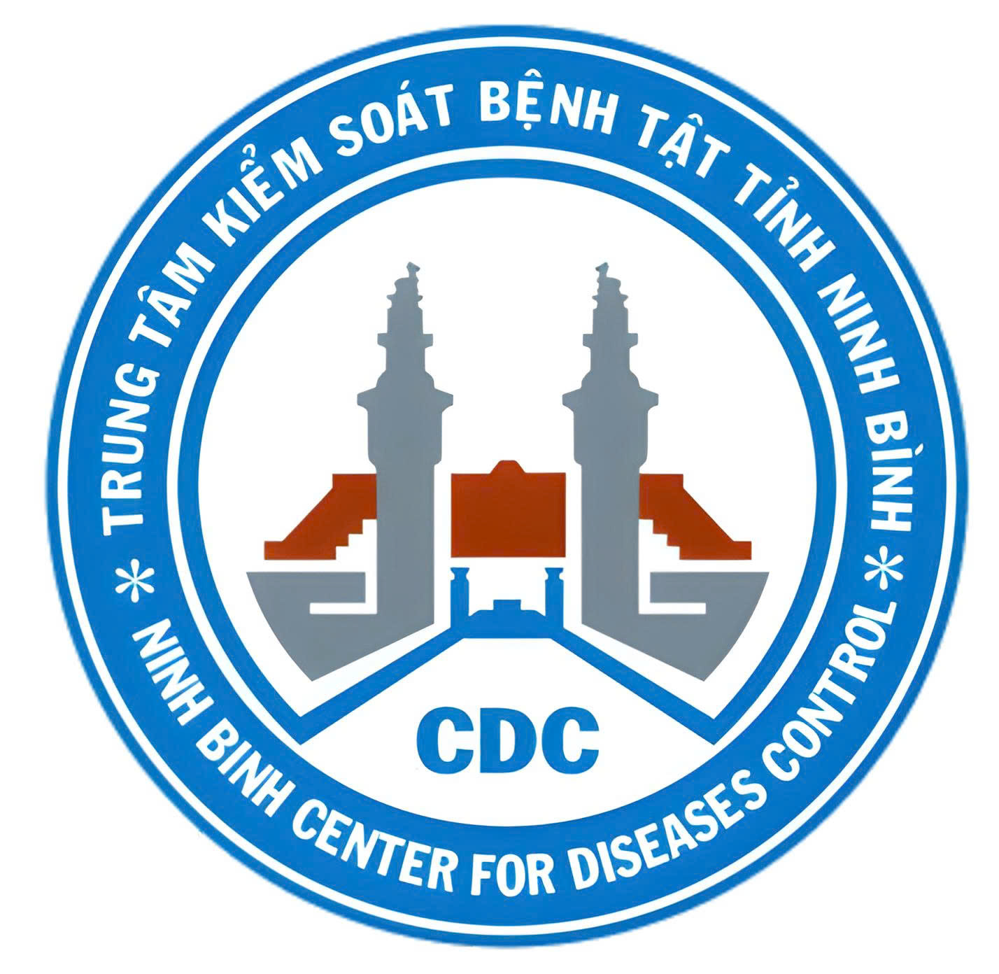 TRUNG TÂM KIỂM SOÁT BỆNH TẬT TỈNH NINH BÌNH
CDC
* NINH BINH CENTER FOR DISEASES CONTROL *